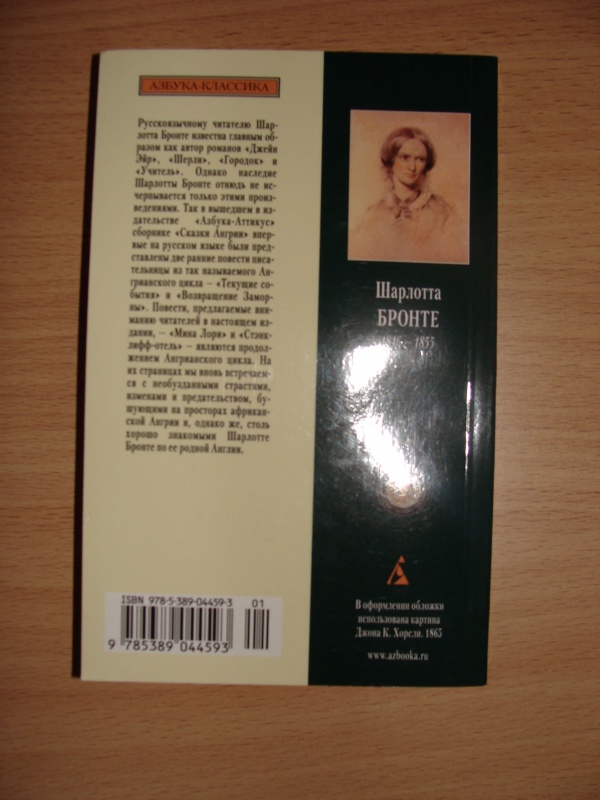 АЗБУКА-КЛАССИКА
Русскоязычному читателю Шар-
лотта Бронте известна главным об-
разом как автор романов «Джейн
Эйр», «Шерли», «Городок» и
«Учитель». Однако наследие
Шарлотты Бронте отнюдь не ис-
черпывается только этими произ-
ведениями. Так в вышедшем в из-
дательстве «Азбука-Аттикус»
сборнике «Сказки Ангрии» впер-
вые на русском языке были пред-
ставлены две ранние повести писа-
тельницы из так называемого Ан-
грианского цикла – «Текущие со-
бытия» и «Возвращение Замор-
ны». Повести, предлагаемые вни-
манию читателей в настоящем из-
дании, – «Мина Лори» и «Стэнк-
лифф-отель» – являются продол-
жением Ангрианского цикла. На
их страницах мы вновь встречаем-
ся с необузданными страстями,
изменами и предательством, бу-
шующими на просторах африкан-
ской Ангрии и, однако же, столь
хорошо знакомыми Шарлотте
Бронте по ее родной Англии.
ISBN 978-5-389-04459-3
01
9 785389 044593
Шарлотта
БРОНТЕ
1816 – 1855
В оформлении обложки
использована картина
Джона К. Хорсли. 1865
www.azbooka.ru